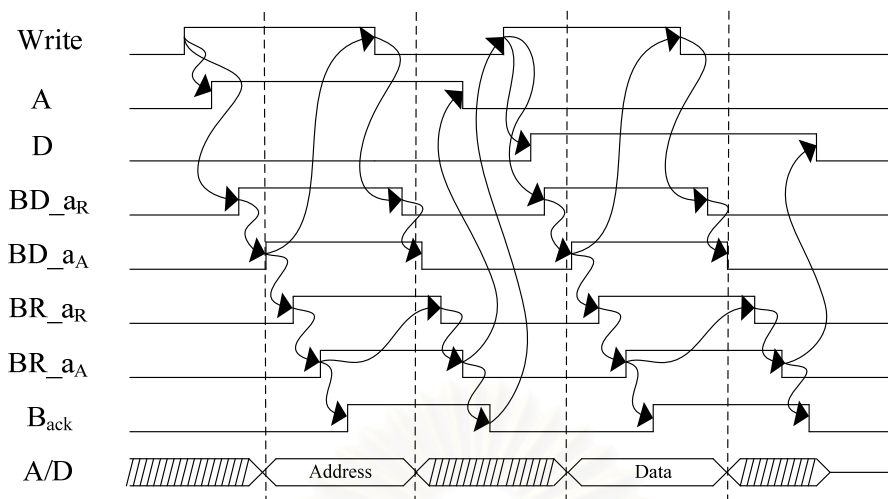 Write
A
D
BD_aR
BD_aA
BR_aR
BR_aA
Back
A/D Address Data